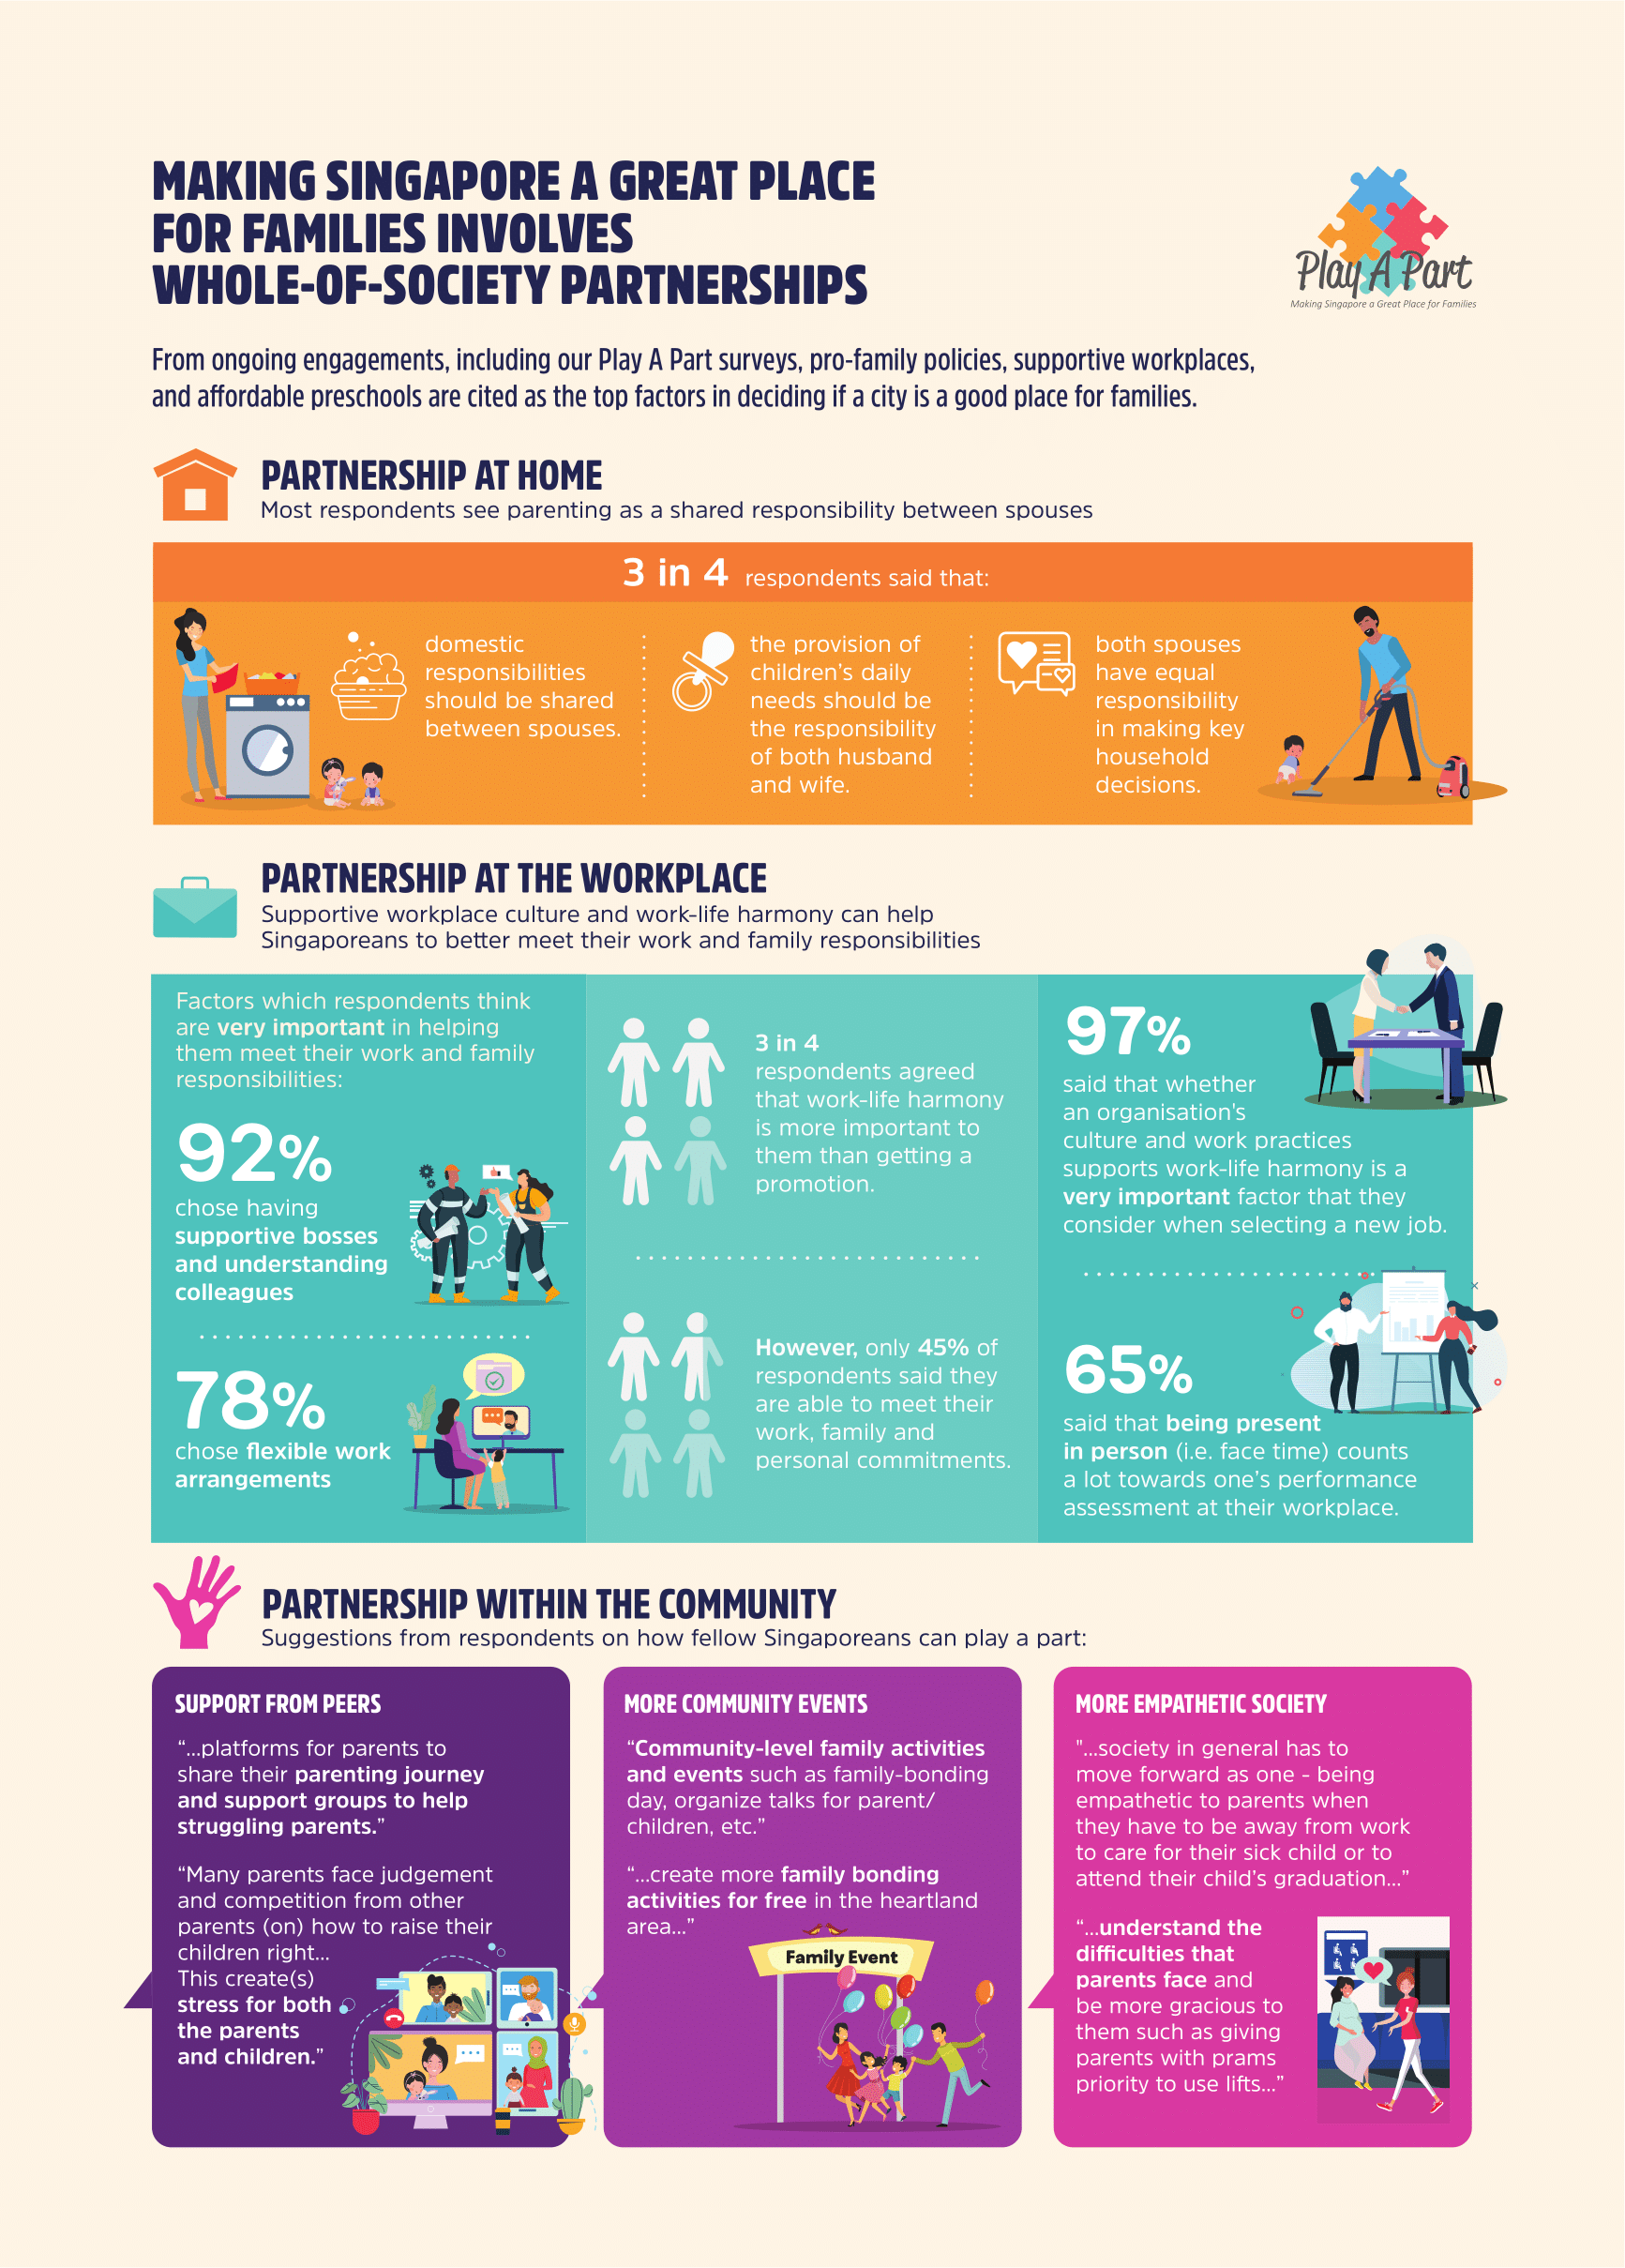 MAKING SINGAPORE A GREAT PLACE
FOR FAMILIES INVOLVES
WHOLE-OF-SOCIETY PARTNERSHIPS
Play A Part
Making Singapore a Great Place for Families
From ongoing engagements, including our Play A Part surveys, pro-family policies, supportive workplaces,
and affordable preschools are cited as the top factors in deciding if a city is a good place for families.
PARTNERSHIP AT HOME
Most respondents see parenting as a shared responsibility between spouses
3 in 4 respondents said that:
domestic
responsibilities
should be shared
between spouses.
the provision of
children's daily
needs should be
the responsibility
of both husband
and wife.
both spouses
have equal
responsibility
in making key
household
decisions.
PARTNERSHIP AT THE WORKPLACE
Supportive workplace culture and work-life harmony can help
Singaporeans to better meet their work and family responsibilities
Factors which respondents think
are very important in helping
them meet their work and family
responsibilities:
92%
chose having
supportive bosses
and understanding
colleagues
78%
chose flexible work
arrangements
3 in 4
respondents agreed
that work-life harmony
is more important to
them than getting a
promotion.
However, only 45% of
respondents said they
are able to meet their
work, family and
personal commitments.
97%
said that whether
an organisation's
culture and work practices
supports work-life harmony is a
very important factor that they
consider when selecting a new job.
65%
said that being present
in person (i.e. face time) counts
a lot towards one's performance
assessment at their workplace.
PARTNERSHIP WITHIN THE COMMUNITY
Suggestions from respondents on how fellow Singaporeans can play a part:
SUPPORT FROM PEERS
“...platforms for parents to
share their parenting journey
and support groups to help
struggling parents.”
“Many parents face judgement
and competition from other
parents (on) how to raise their
children right...
This create(s)
stress for both
the parents
and children.”
MORE COMMUNITY EVENTS
“Community-level family activities
and events such as family-bonding
day, organize talks for parent/
children, etc.”
“...create more family bonding
activities for free in the heartland
area...”
Family Event
MORE EMPATHETIC SOCIETY
"...society in general has to
move forward as one - being
empathetic to parents when
they have to be away from work
to care for their sick child or to
attend their child's graduation...”
“...understand the
difficulties that
parents face and
be more gracious to
them such as giving
parents with prams
priority to use lifts...”